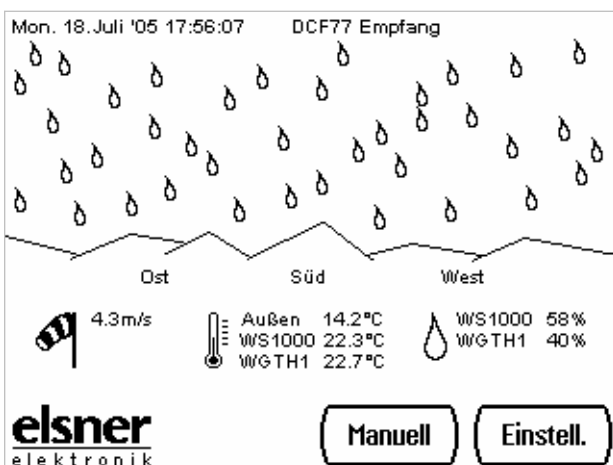 Mon. 18.Juli '05 17:56:07 DCF77 Empfang
Ost Süd West
4.3m/s Außen 14.2°C WS1000 58%
WS1000 22.3°C WGTH1 40%
WGTH1 22.7°C
elsner
elektronik
Manuell Einstell.